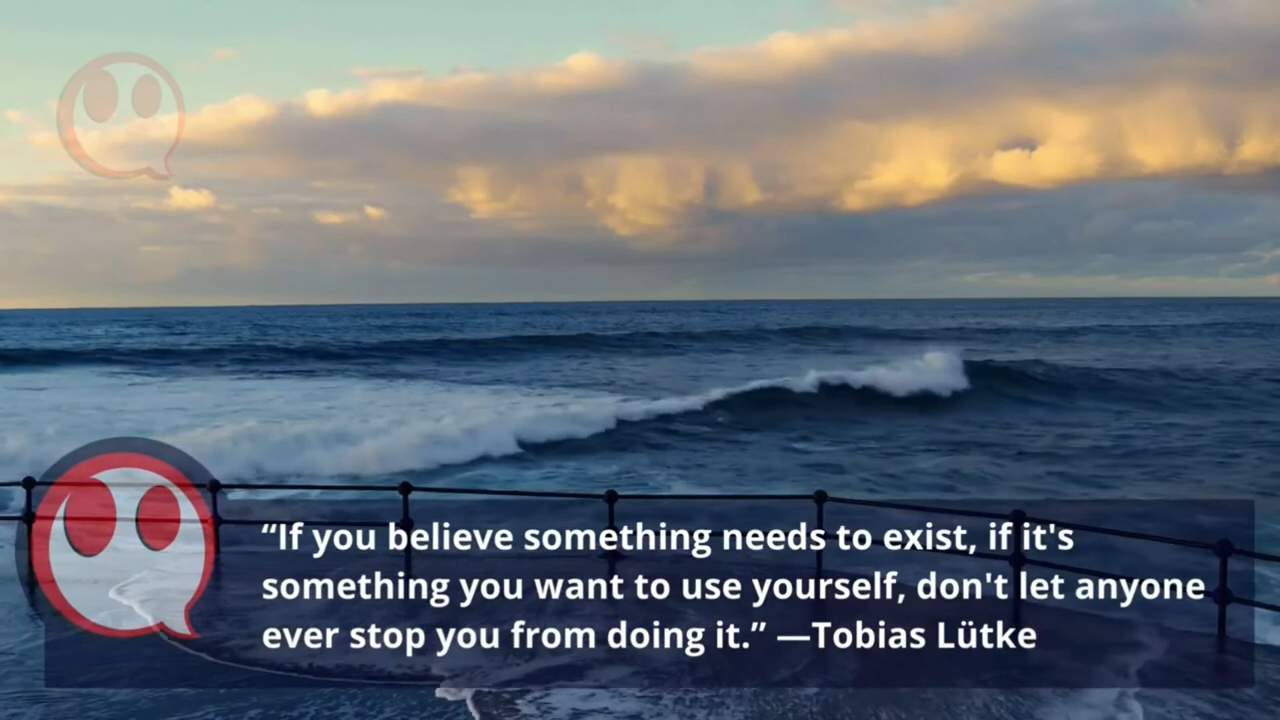 “If you believe something needs to exist, if it's
something you want to use yourself, don't let anyone
ever stop you from doing it.” —Tobias Lütke